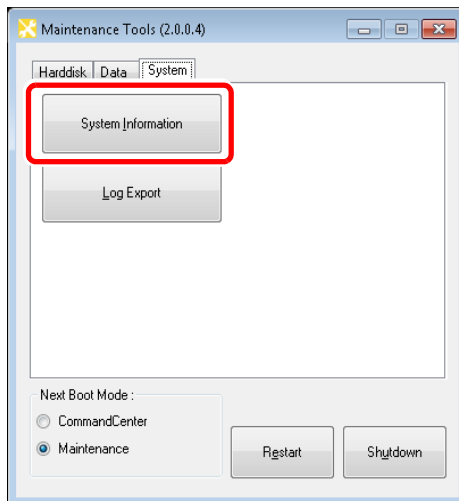 Maintenance Tools (2.0.0.4)
Harddisk Data System
System Information
Log Export
Next Boot Mode :
CommandCenter
Maintenance
Restart Shutdown